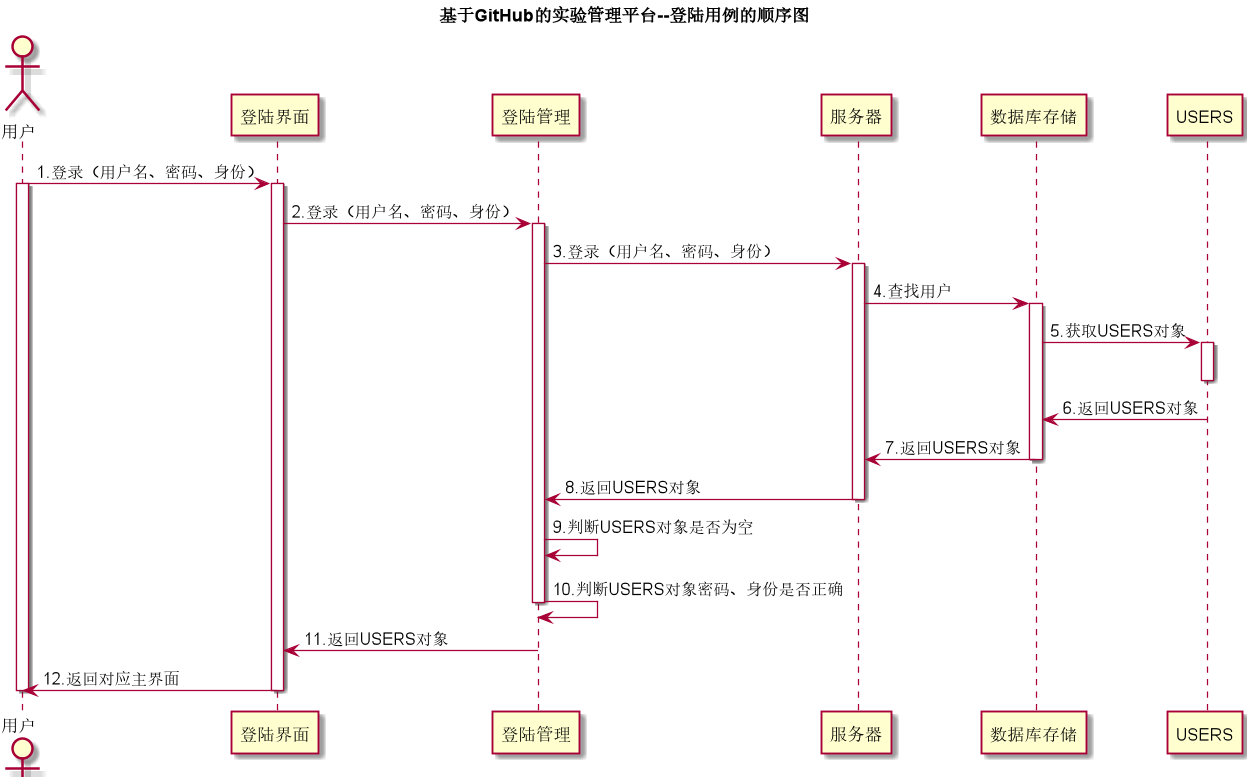 基于GitHub的实验管理平台--登陆用例的顺序图
用户
登陆界面
登陆管理
服务器
数据库存储
USERS
1.登录（用户名、密码、身份）
2.登录（用户名、密码、身份）
3.登录（用户名、密码、身份）
4.查找用户
5.获取USERS对象
6.返回USERS对象
7.返回USERS对象
8.返回USERS对象
9.判断USERS对象是否为空
10.判断USERS对象密码、身份是否正确
11.返回USERS对象
12.返回对应主界面
用户
登陆界面
登陆管理
服务器
数据库存储
USERS